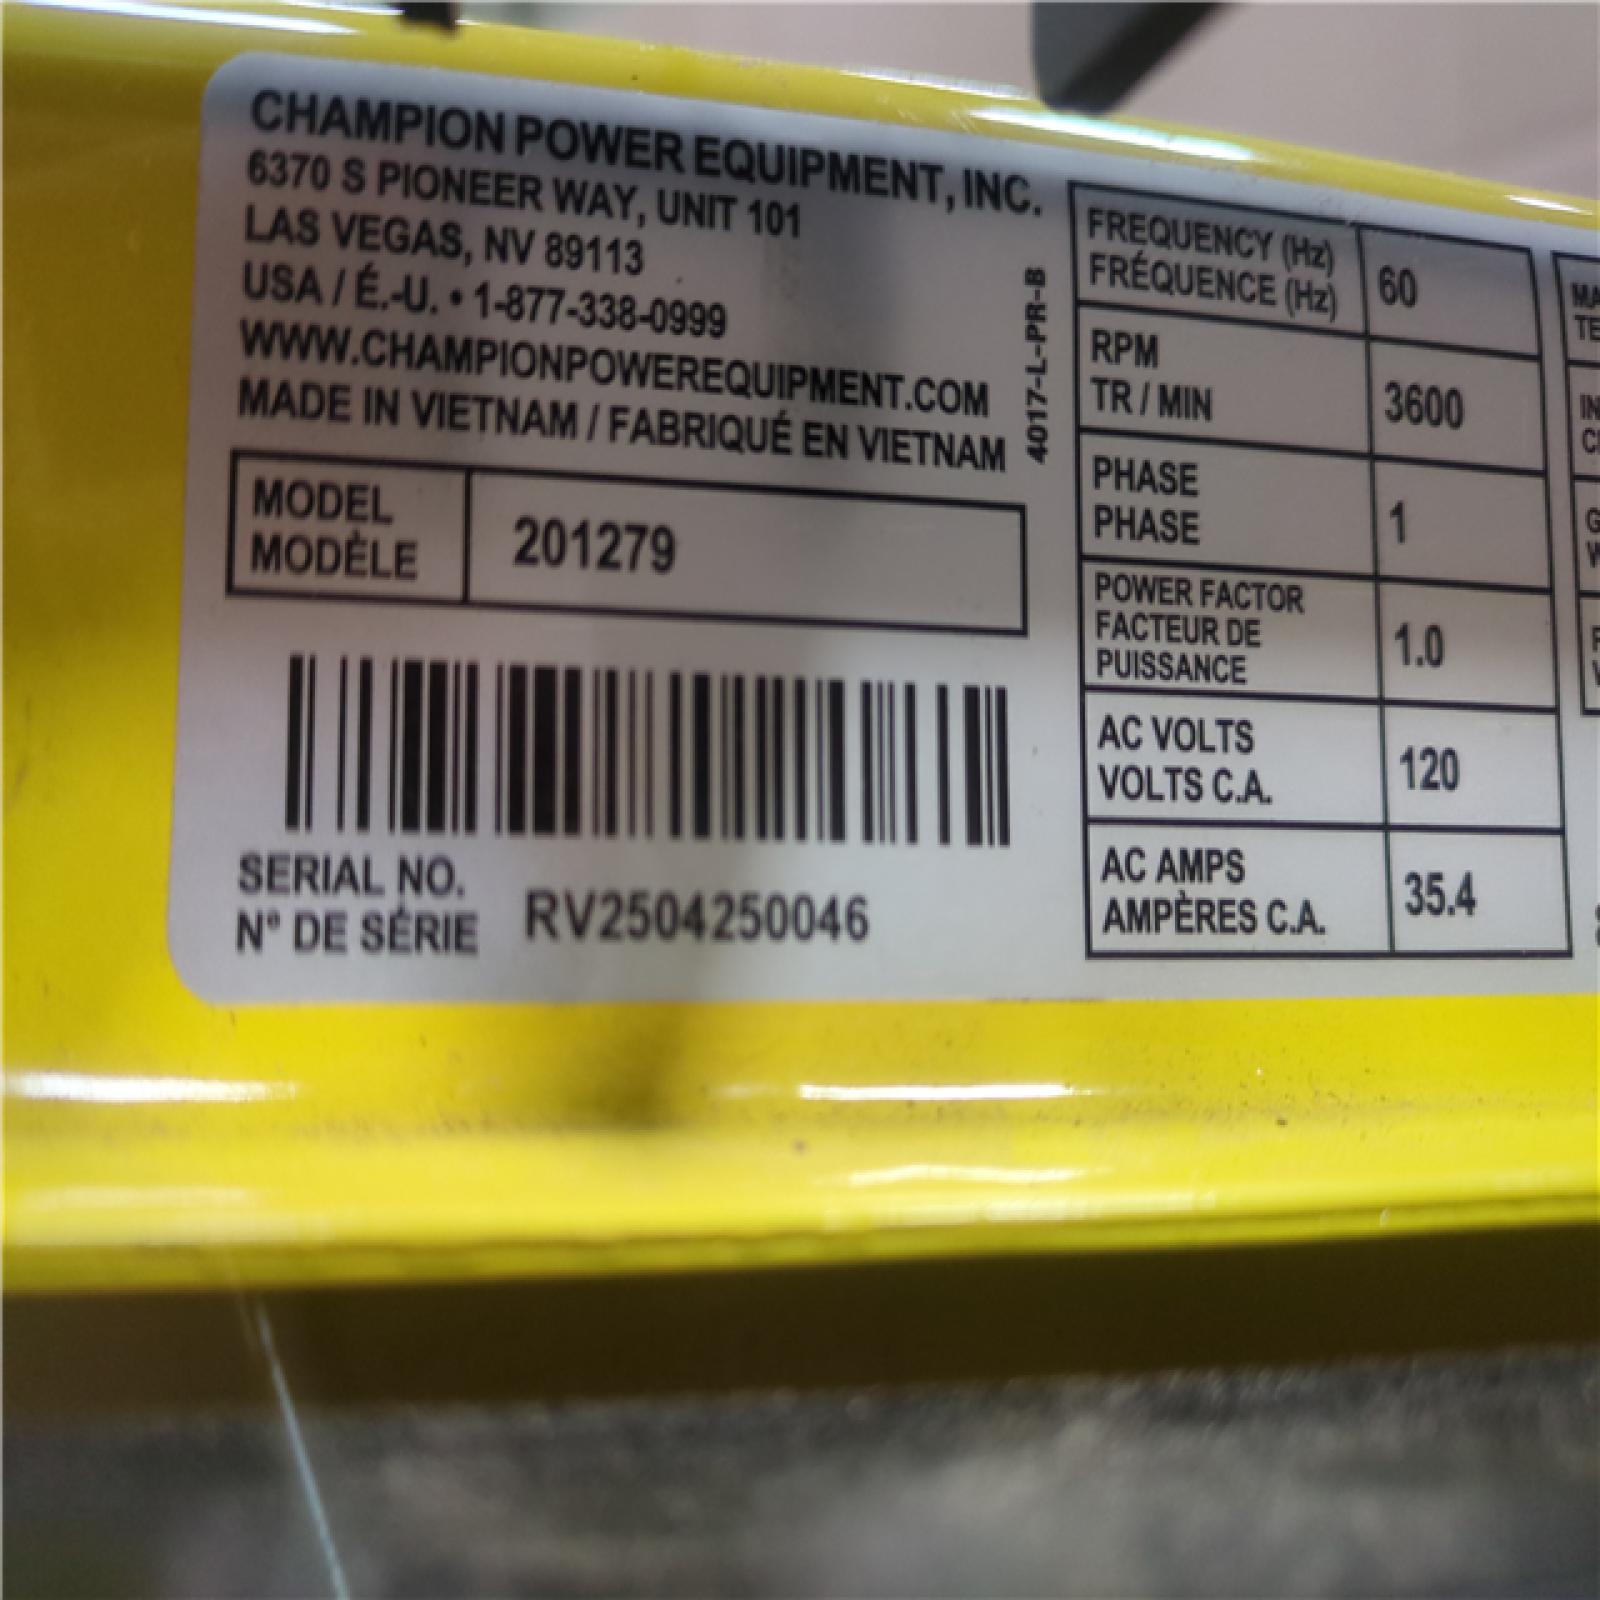 CHAMPION POWER EQUIPMENT, INC.
6370 S PIONEER WAY, UNIT 101
LAS VEGAS, NV 89113
USA / É.-U. • 1-877-338-0999
WWW.CHAMPIONPOWEREQUIPMENT.COM
MADE IN VIETNAM / FABRIQUÉ EN VIETNAM
4017-L-PR-B
MODEL
MODÈLE
201279
SERIAL NO.
N° DE SÉRIE
RV2504250046
FREQUENCY (Hz)
FRÉQUENCE (Hz)
60
RPM
TR / MIN
3600
PHASE
PHASE
1
POWER FACTOR
FACTEUR DE
PUISSANCE
1.0
AC VOLTS
VOLTS C.A.
120
AC AMPS
AMPÈRES C.A.
35.4